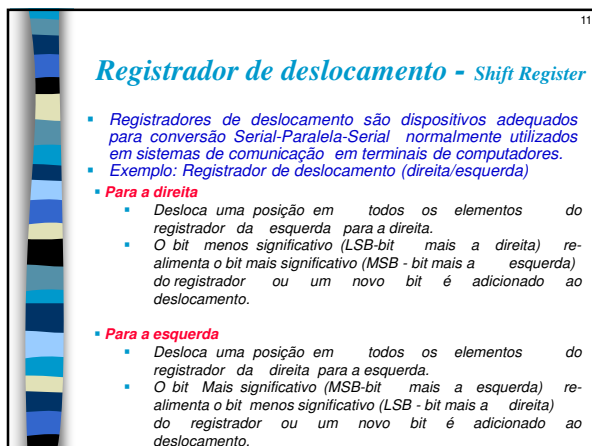 11
Registrador de deslocamento - Shift Register
▪ Registradores de deslocamento são dispositivos adequados
para conversão Serial-Paralela-Serial normalmente utilizados
em sistemas de comunicação em terminais de computadores.
▪ Exemplo: Registrador de deslocamento (direita/esquerda)
▪ Para a direita
▪ Desloca uma posição em todos os elementos do
registrador da esquerda para a direita.
▪ O bit menos significativo (LSB-bit mais a direita) re-
alimenta o bit mais significativo (MSB - bit mais a esquerda)
do registrador ou um novo bit é adicionado ao
deslocamento.
▪ Para a esquerda
▪ Desloca uma posição em todos os elementos do
registrador da direita para a esquerda.
▪ O bit Mais significativo (MSB-bit mais a esquerda) re-
alimenta o bit menos significativo (LSB - bit mais a direita)
do registrador ou um novo bit é adicionado ao
deslocamento.